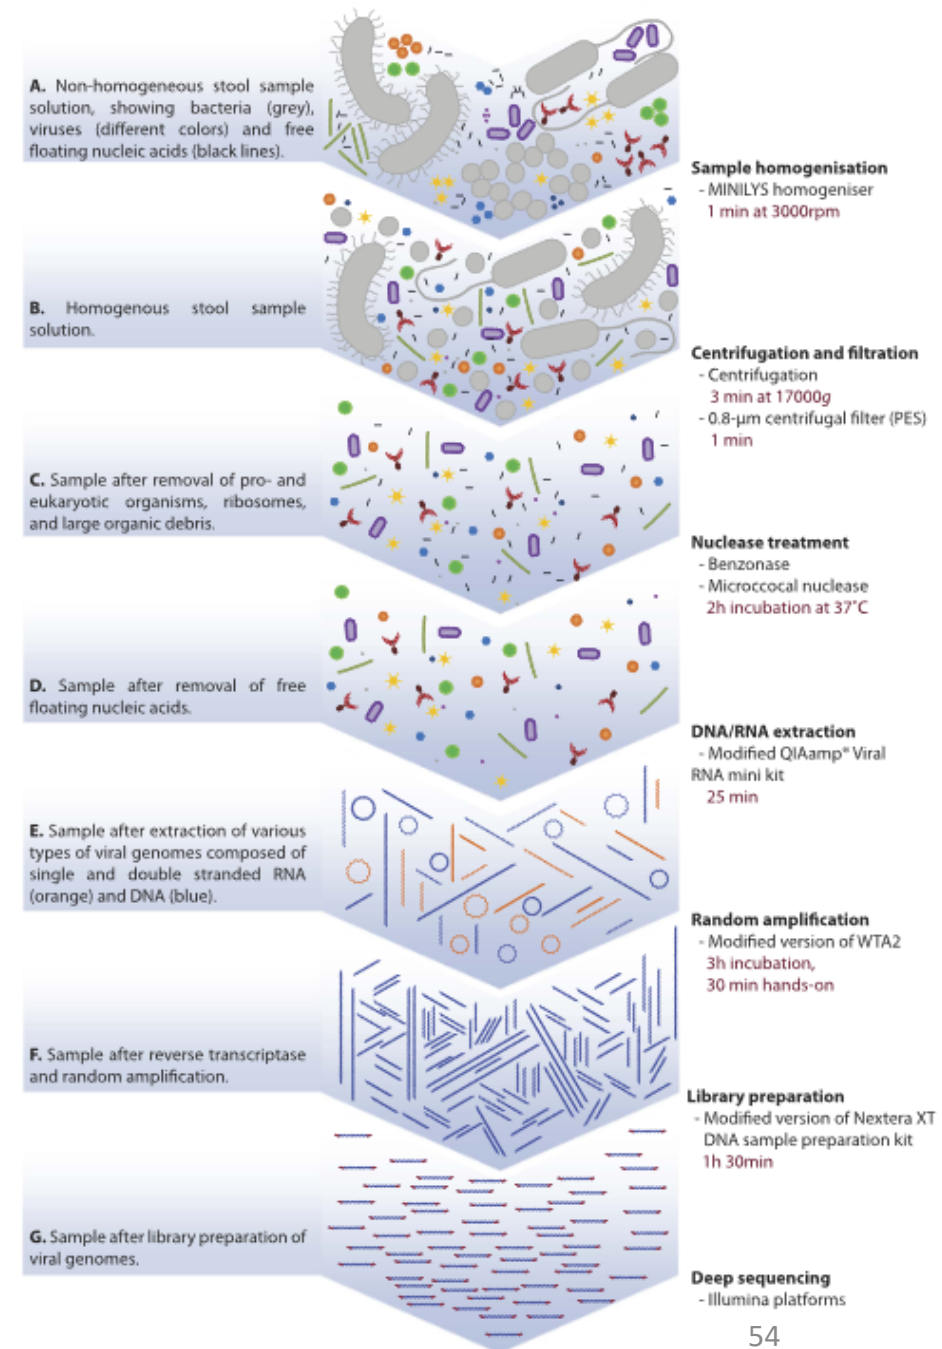 A. Non-homogeneous stool sample
solution, showing bacteria (grey),
viruses (different colors) and free
floating nucleic acids (black lines).
Sample homogenisation
- MINILYS homogeniser
1 min at 3000rpm
B. Homogenous stool sample
solution.
Centrifugation and filtration
- Centrifugation
3 min at 17000g
- 0.8-µm centrifugal filter (PES)
1 min
C. Sample after removal of pro- and
eukaryotic organisms, ribosomes,
and large organic debris.
Nuclease treatment
- Benzonase
- Microccocal nuclease
2h incubation at 37˚C
D. Sample after removal of free
floating nucleic acids.
DNA/RNA extraction
- Modified QIAamp® Viral
RNA mini kit
25 min
E. Sample after extraction of various
types of viral genomes composed of
single and double stranded RNA
(orange) and DNA (blue).
Random amplification
- Modified version of WTA2
3h incubation,
30 min hands-on
F. Sample after reverse transcriptase
and random amplification.
Library preparation
- Modified version of Nextera XT
DNA sample preparation kit
1h 30min
G. Sample after library preparation of
viral genomes.
Deep sequencing
- Illumina platforms
54